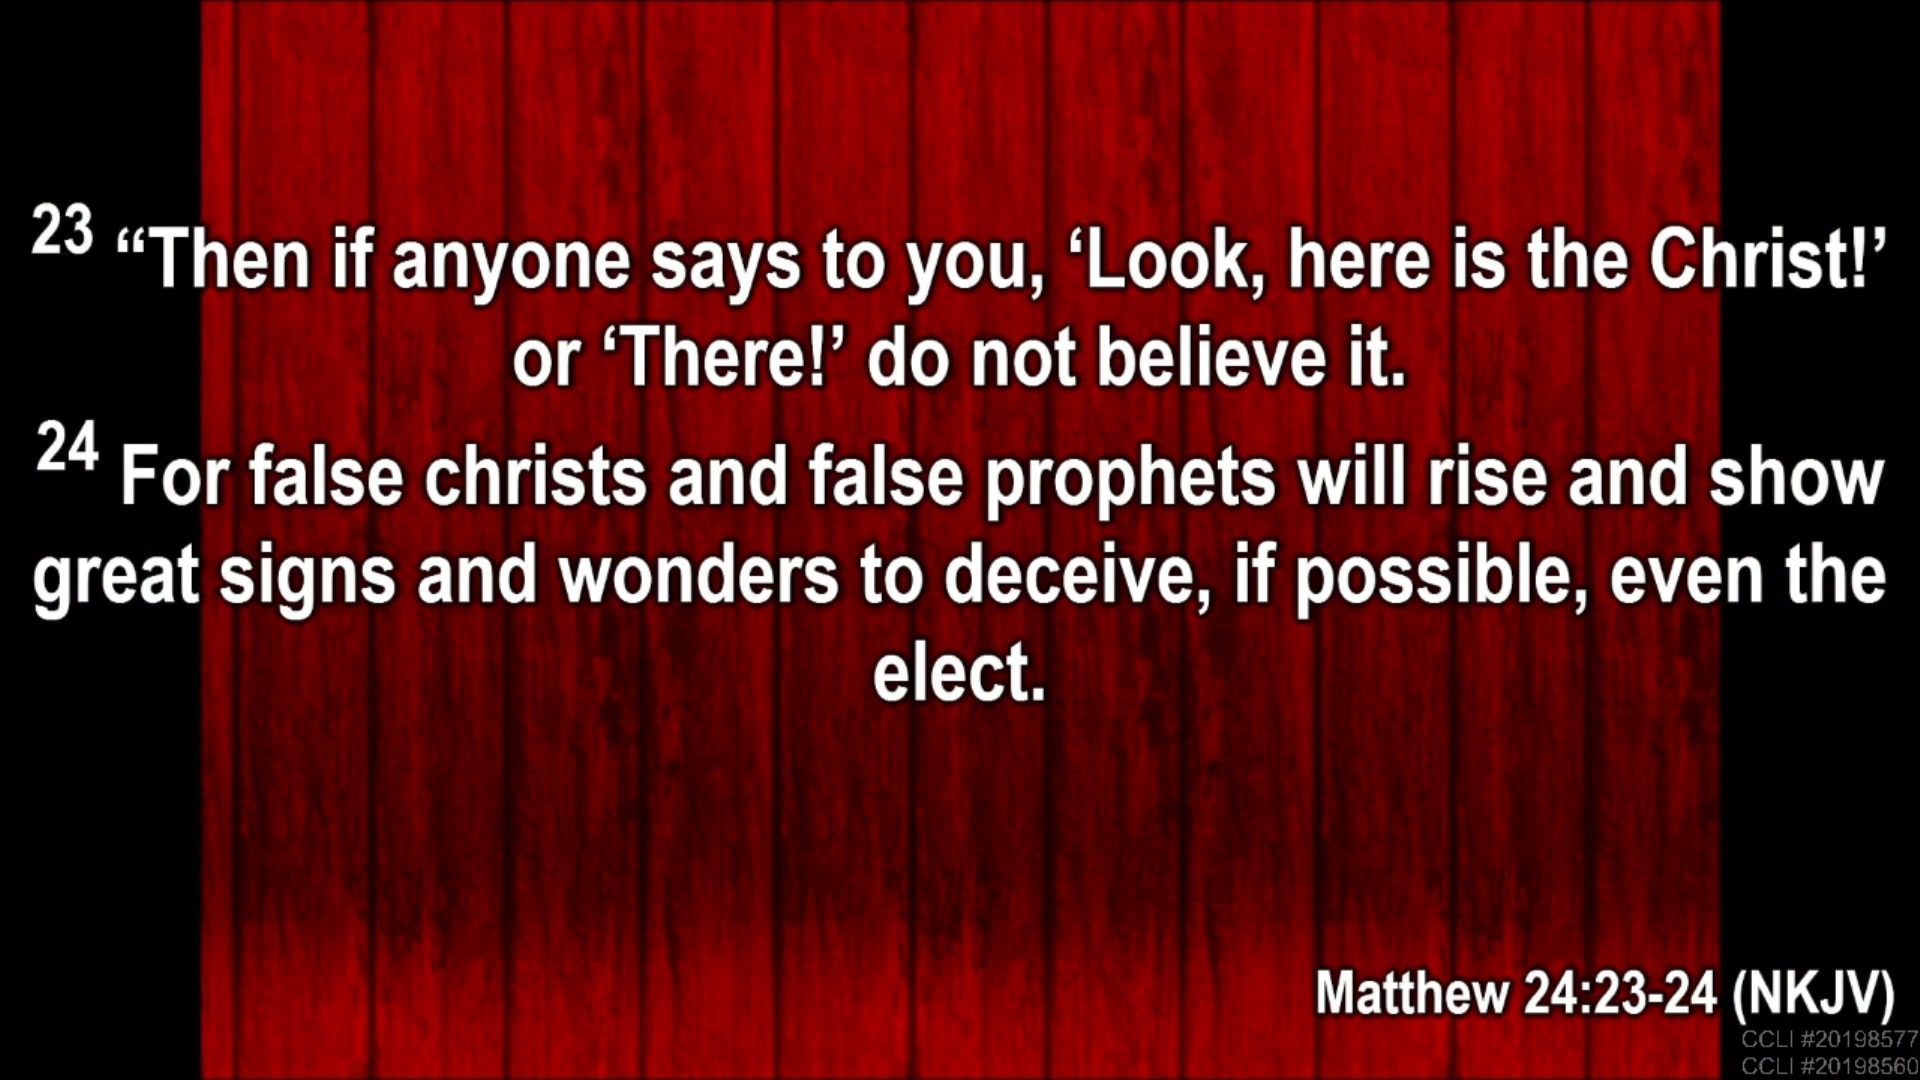 23 “Then if anyone says to you, ‘Look, here is the Christ!’
or ‘There!’ do not believe it.
24 For false christs and false prophets will rise and show
great signs and wonders to deceive, if possible, even the
elect.
Matthew 24:23-24 (NKJV)
CCLI #20198577
CCLI #20198560